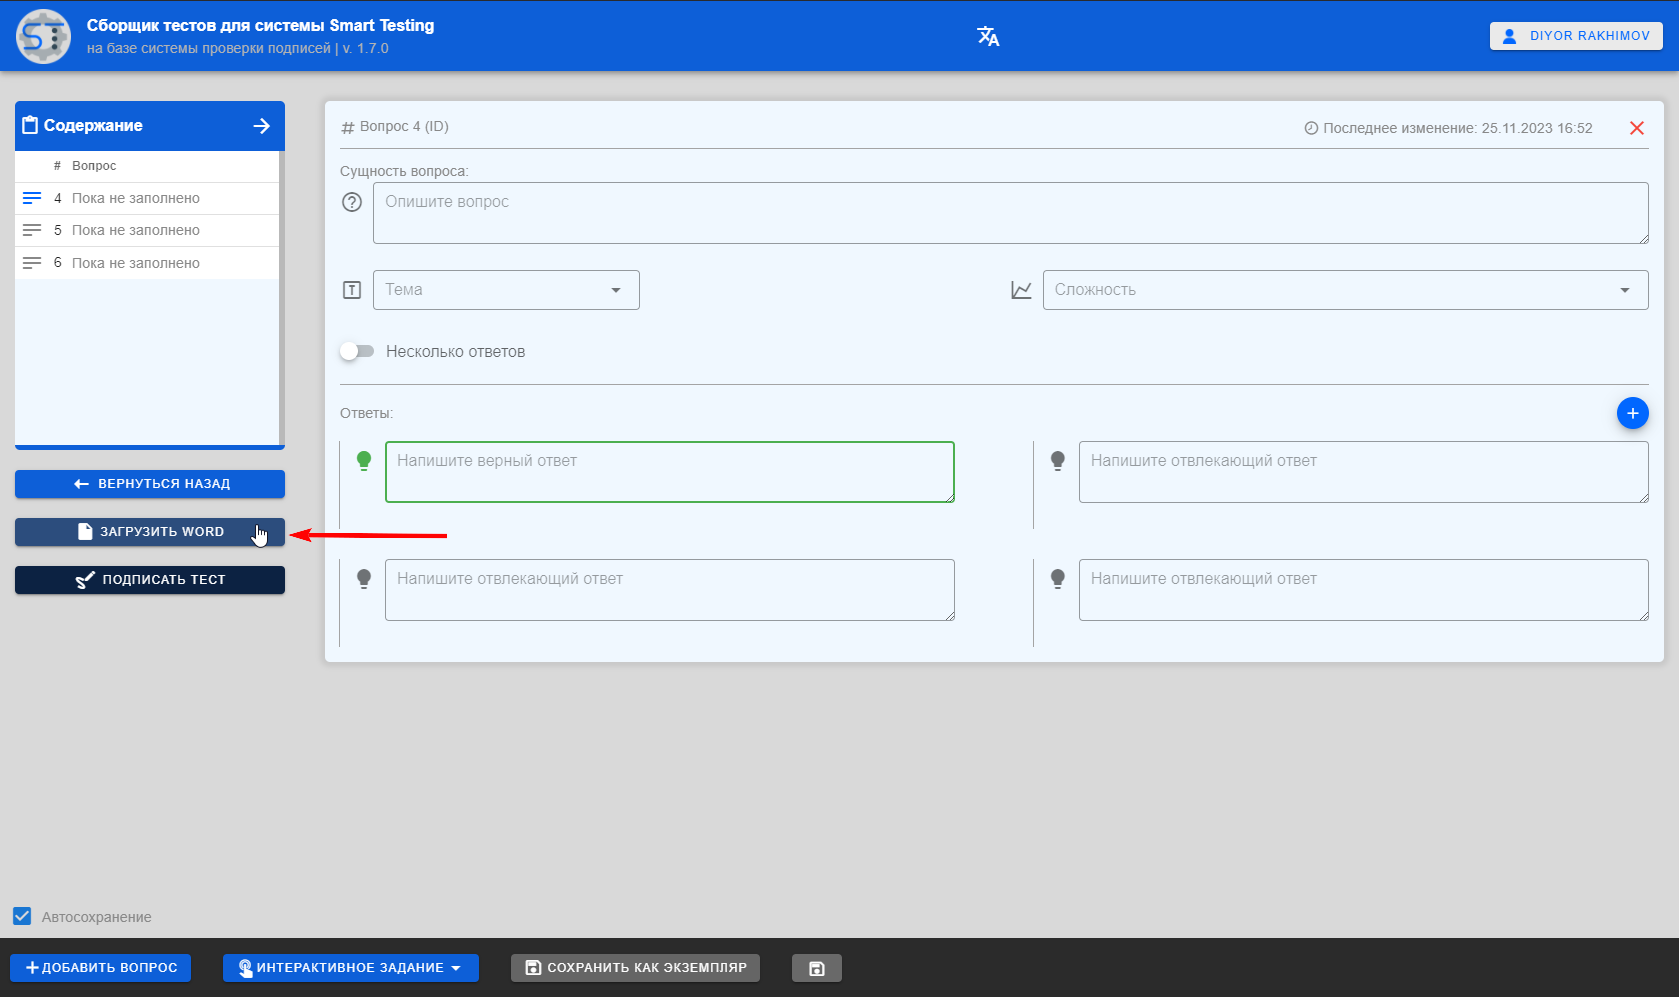 Сборщик тестов для системы Smart Testing
на базе системы проверки подписей | v. 1.7.0
DIYOR RAKHIMOV
Содержание
# Вопрос
4 Пока не заполнено
5 Пока не заполнено
6 Пока не заполнено
ВЕРНУТЬСЯ НАЗАД
ЗАГРУЗИТЬ WORD
ПОДПИСАТЬ ТЕСТ
Вопрос 4 (ID)
Последнее изменение: 25.11.2023 16:52
Сущность вопроса:
Опишите вопрос
Тема
Сложность
Несколько ответов
Ответы:
Напишите верный ответ
Напишите отвлекающий ответ
Напишите отвлекающий ответ
Напишите отвлекающий ответ
Автосохранение
ДОБАВИТЬ ВОПРОС
ИНТЕРАКТИВНОЕ ЗАДАНИЕ
СОХРАНИТЬ КАК ЭКЗЕМПЛЯР